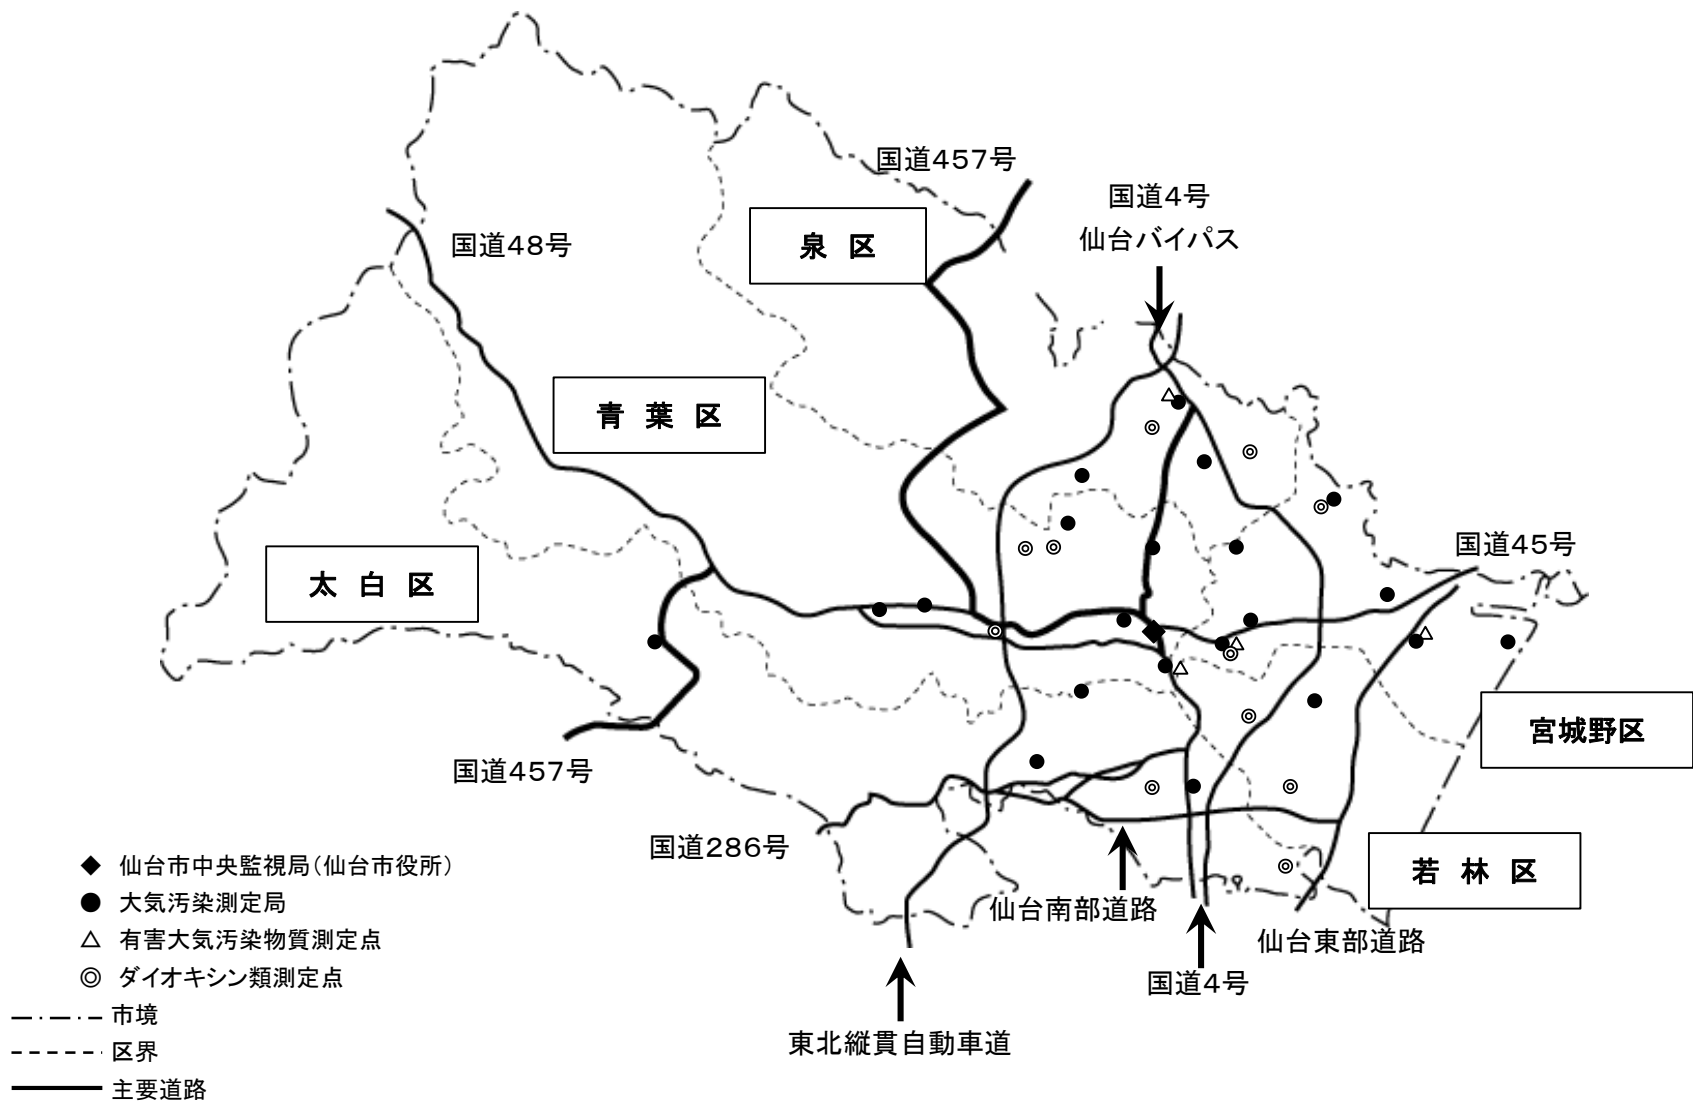 国道457号
国道4号
仙台バイパス
国道48号
泉 区
青 葉 区
国道45号
太 白 区
宮城野区
国道457号
国道286号
若 林 区
仙台南部道路
仙台東部道路
国道4号
東北縦貫自動車道
◆ 仙台市中央監視局(仙台市役所)
● 大気汚染測定局
△ 有害大気汚染物質測定点
◎ ダイオキシン類測定点
市境
区界
主要道路